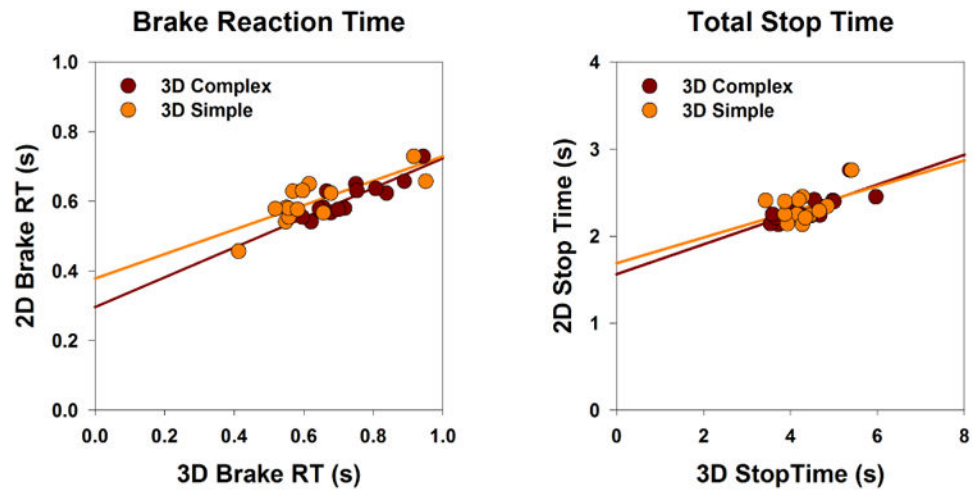 Brake Reaction Time
1.0
0.8
0.6
0.4
0.2
0.0
2D Brake RT (s)
3D Complex
3D Simple
0.0 0.2 0.4 0.6 0.8 1.0
3D Brake RT (s)
Total Stop Time
4
3
2
1
0
2D Stop Time (s)
3D Complex
3D Simple
0 2 4 6 8
3D StopTime (s)